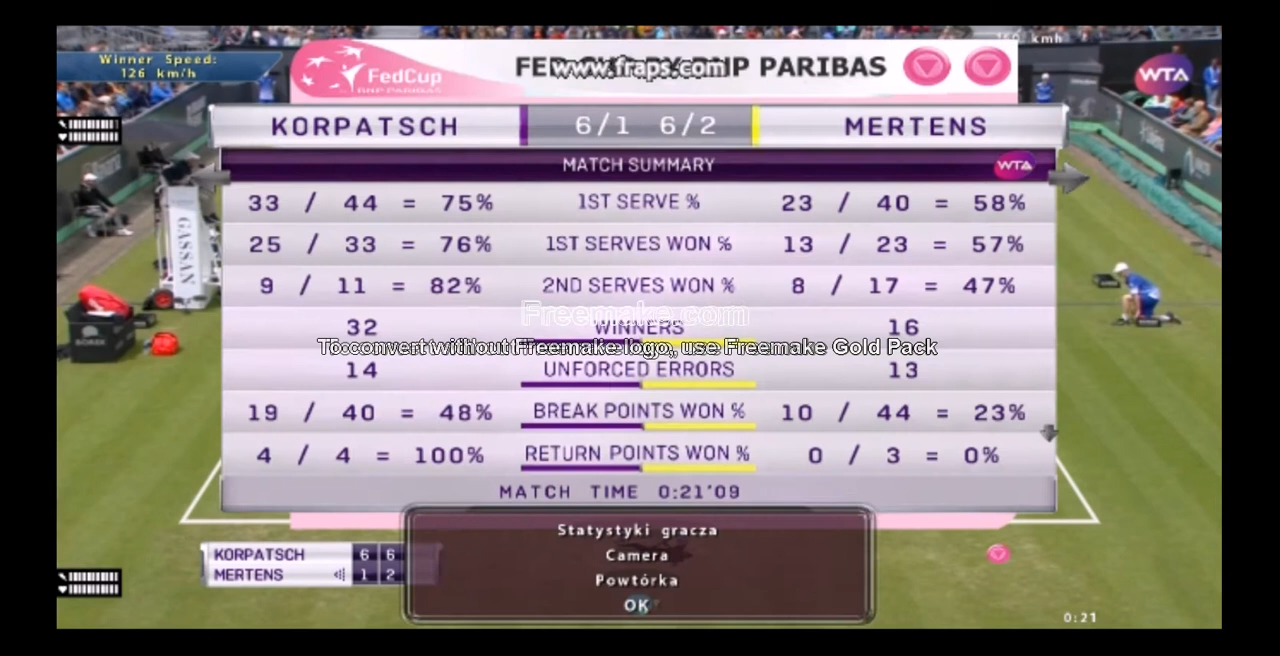 Winner Speed:
126 km/h
FedCup
BNP PARIBAS
www.fraps.com
PARIBAS
WTA
KORPATSCH 6/1 6/2 MERTENS
MATCH SUMMARY WTA
33 / 44 = 75% 1ST SERVE % 23 / 40 = 58%
25 / 33 = 76% 1ST SERVES WON % 13 / 23 = 57%
9 / 11 = 82% 2ND SERVES WON % 8 / 17 = 47%
Freemake.com
32 WINNERS 16
To convert without Freemake logo, use Freemake Gold Pack
14 UNFORCED ERRORS 13
19 / 40 = 48% BREAK POINTS WON % 10 / 44 = 23%
4 / 4 = 100% RETURN POINTS WON % 0 / 3 = 0%
MATCH TIME 0:21'09
GASSAN
Statystyki gracza
Camera
Powtórka
OK
KORPATSCH 6 6
MERTENS 1 2
0:21